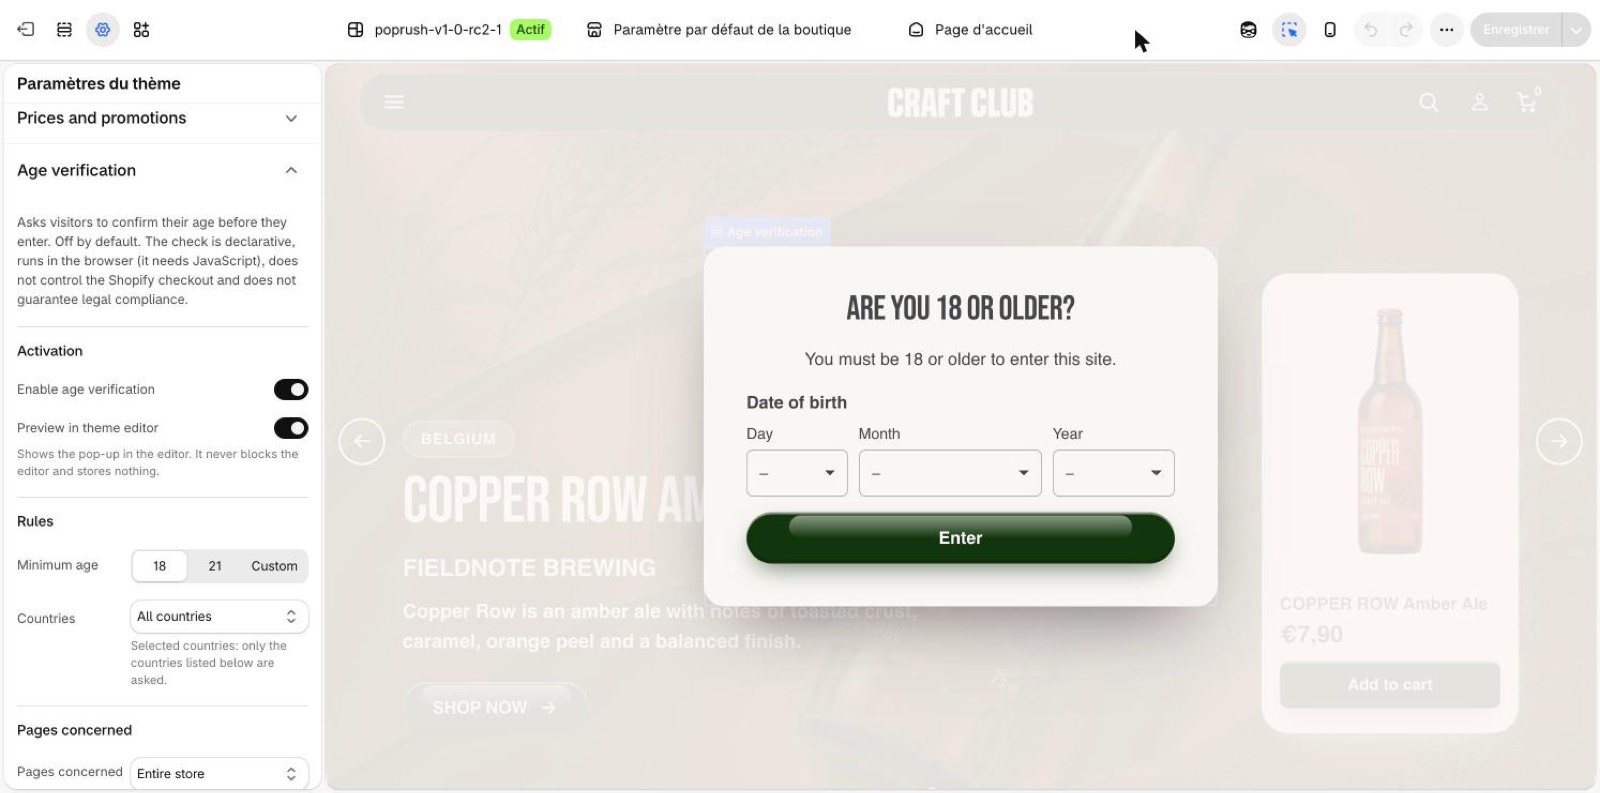 poprush-v1-0-rc2-1 Actif
Paramètre par défaut de la boutique
Page d'accueil
Enregistrer
Paramètres du thème
Prices and promotions
Age verification
Asks visitors to confirm their age before they
enter. Off by default. The check is declarative,
runs in the browser (it needs JavaScript), does
not control the Shopify checkout and does not
guarantee legal compliance.
Activation
Enable age verification
Preview in theme editor
Shows the pop-up in the editor. It never blocks the
editor and stores nothing.
Rules
Minimum age
18 21 Custom
Countries
All countries
Selected countries: only the
countries listed below are
asked.
Pages concerned
Pages concerned
Entire store
CRAFT CLUB
0
Age verification
ARE YOU 18 OR OLDER?
You must be 18 or older to enter this site.
Date of birth
Day Month Year
– – –
Enter
BELGIUM
COPPER ROW AM
FIELDNOTE BREWING
Copper Row is an amber ale with notes of toasted crust,
caramel, orange peel and a balanced finish.
SHOP NOW
COPPER
ROW
COPPER ROW Amber Ale
€7,90
Add to cart